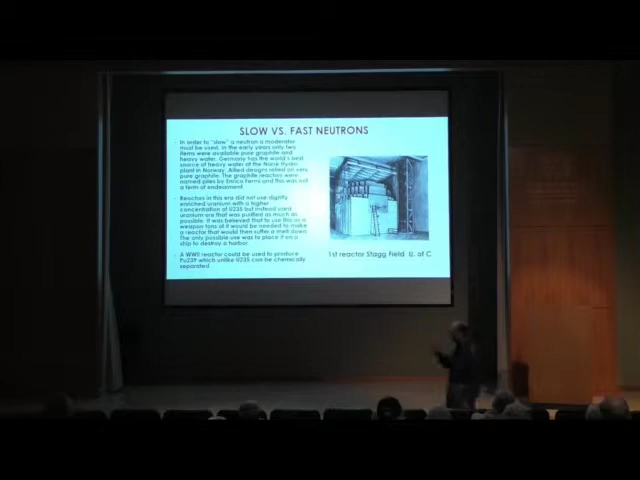 SLOW VS. FAST NEUTRONS
In order to "slow" a neutron a moderator
must be used. In the early years only two
items were available pure graphite and
heavy water. Germany has the world's best
source of heavy water at the Norsk Hydro
plant in Norway. Allied designs relied on very
pure graphite. The graphite reactors were
named piles by Enrico Fermi and this was not
a term of endearment
Reactors in this era did not use slightly
enriched uranium with a higher
concentration of U235 but instead used
uranium ore that was purified as much as
possible. It was believed that to use this as a
weapon tons of it would be needed to make
a reactor that would then suffer a melt down.
The only possible use was to place it on a
ship to destroy a harbor.
A WWII reactor could be used to produce
Pu239 which unlike U235 can be chemically
separated
1st reactor Stagg Field U. of C